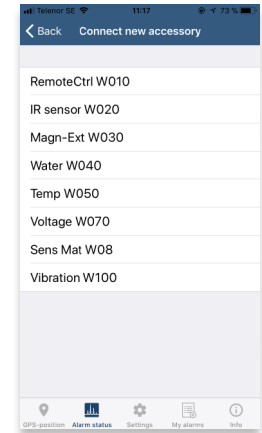 Telenor SE 11:17 73 %
Back Connect new accessory
RemoteCtrl W010
IR sensor W020
Magn-Ext W030
Water W040
Temp W050
Voltage W070
Sens Mat W08
Vibration W100
GPS-position Alarm status Settings My alarms Info